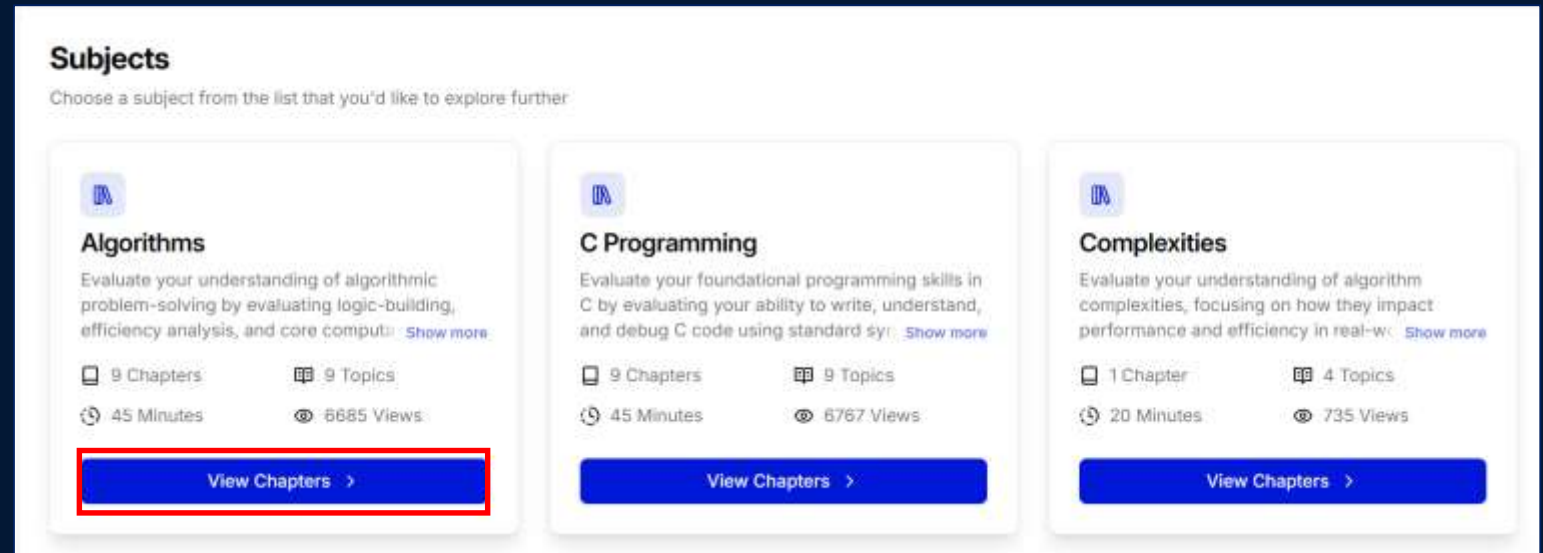 Subjects
Choose a subject from the list that you'd like to explore further
Algorithms
Evaluate your understanding of algorithmic
problem-solving by evaluating logic-building,
efficiency analysis, and core comput Show more
9 Chapters
9 Topics
45 Minutes
6685 Views
View Chapters >
C Programming
Evaluate your foundational programming skills in
C by evaluating your ability to write, understand,
and debug C code using standard sy Show more
9 Chapters
9 Topics
45 Minutes
6767 Views
View Chapters >
Complexities
Evaluate your understanding of algorithm
complexities, focusing on how they impact
performance and efficiency in real-w Show more
1 Chapter
4 Topics
20 Minutes
735 Views
View Chapters >